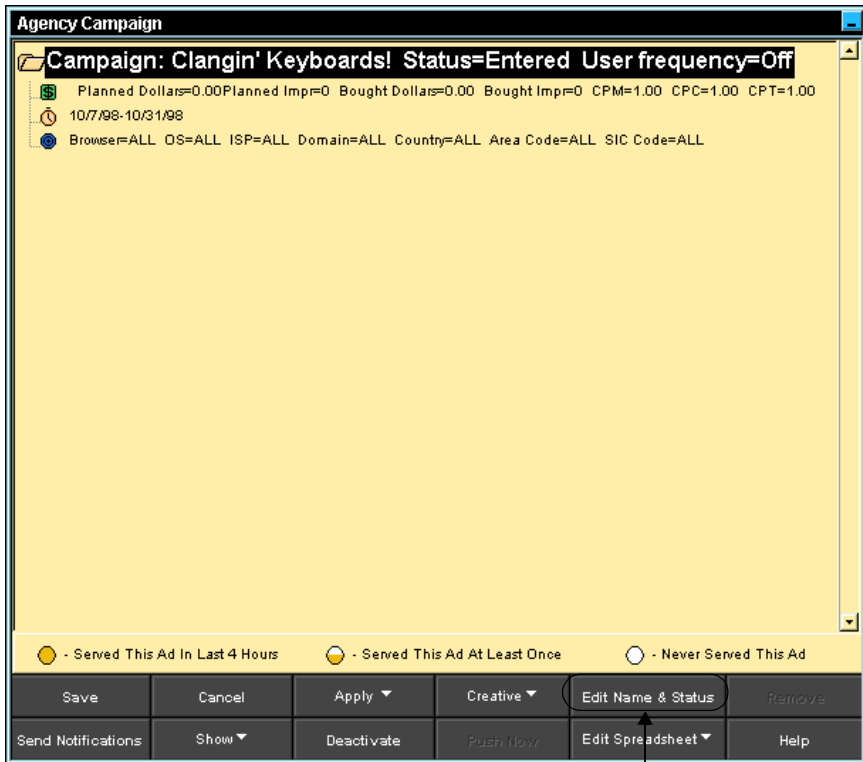 Agency Campaign
Campaign: Clangin' Keyboards! Status=Entered User frequency=Off
Planned Dollars=0.00Planned Impr=0 Bought Dollars=0.00 Bought Impr=0 CPM=1.00 CPC=1.00 CPT=1.00
10/7/98-10/31/98
Browser=ALL OS=ALL ISP=ALL Domain=ALL Country=ALL Area Code=ALL SIC Code=ALL
- Served This Ad In Last 4 Hours - Served This Ad At Least Once - Never Served This Ad
Save Cancel Apply Creative Edit Name & Status Remove
Send Notifications Show Deactivate Push Now Edit Spreadsheet Help